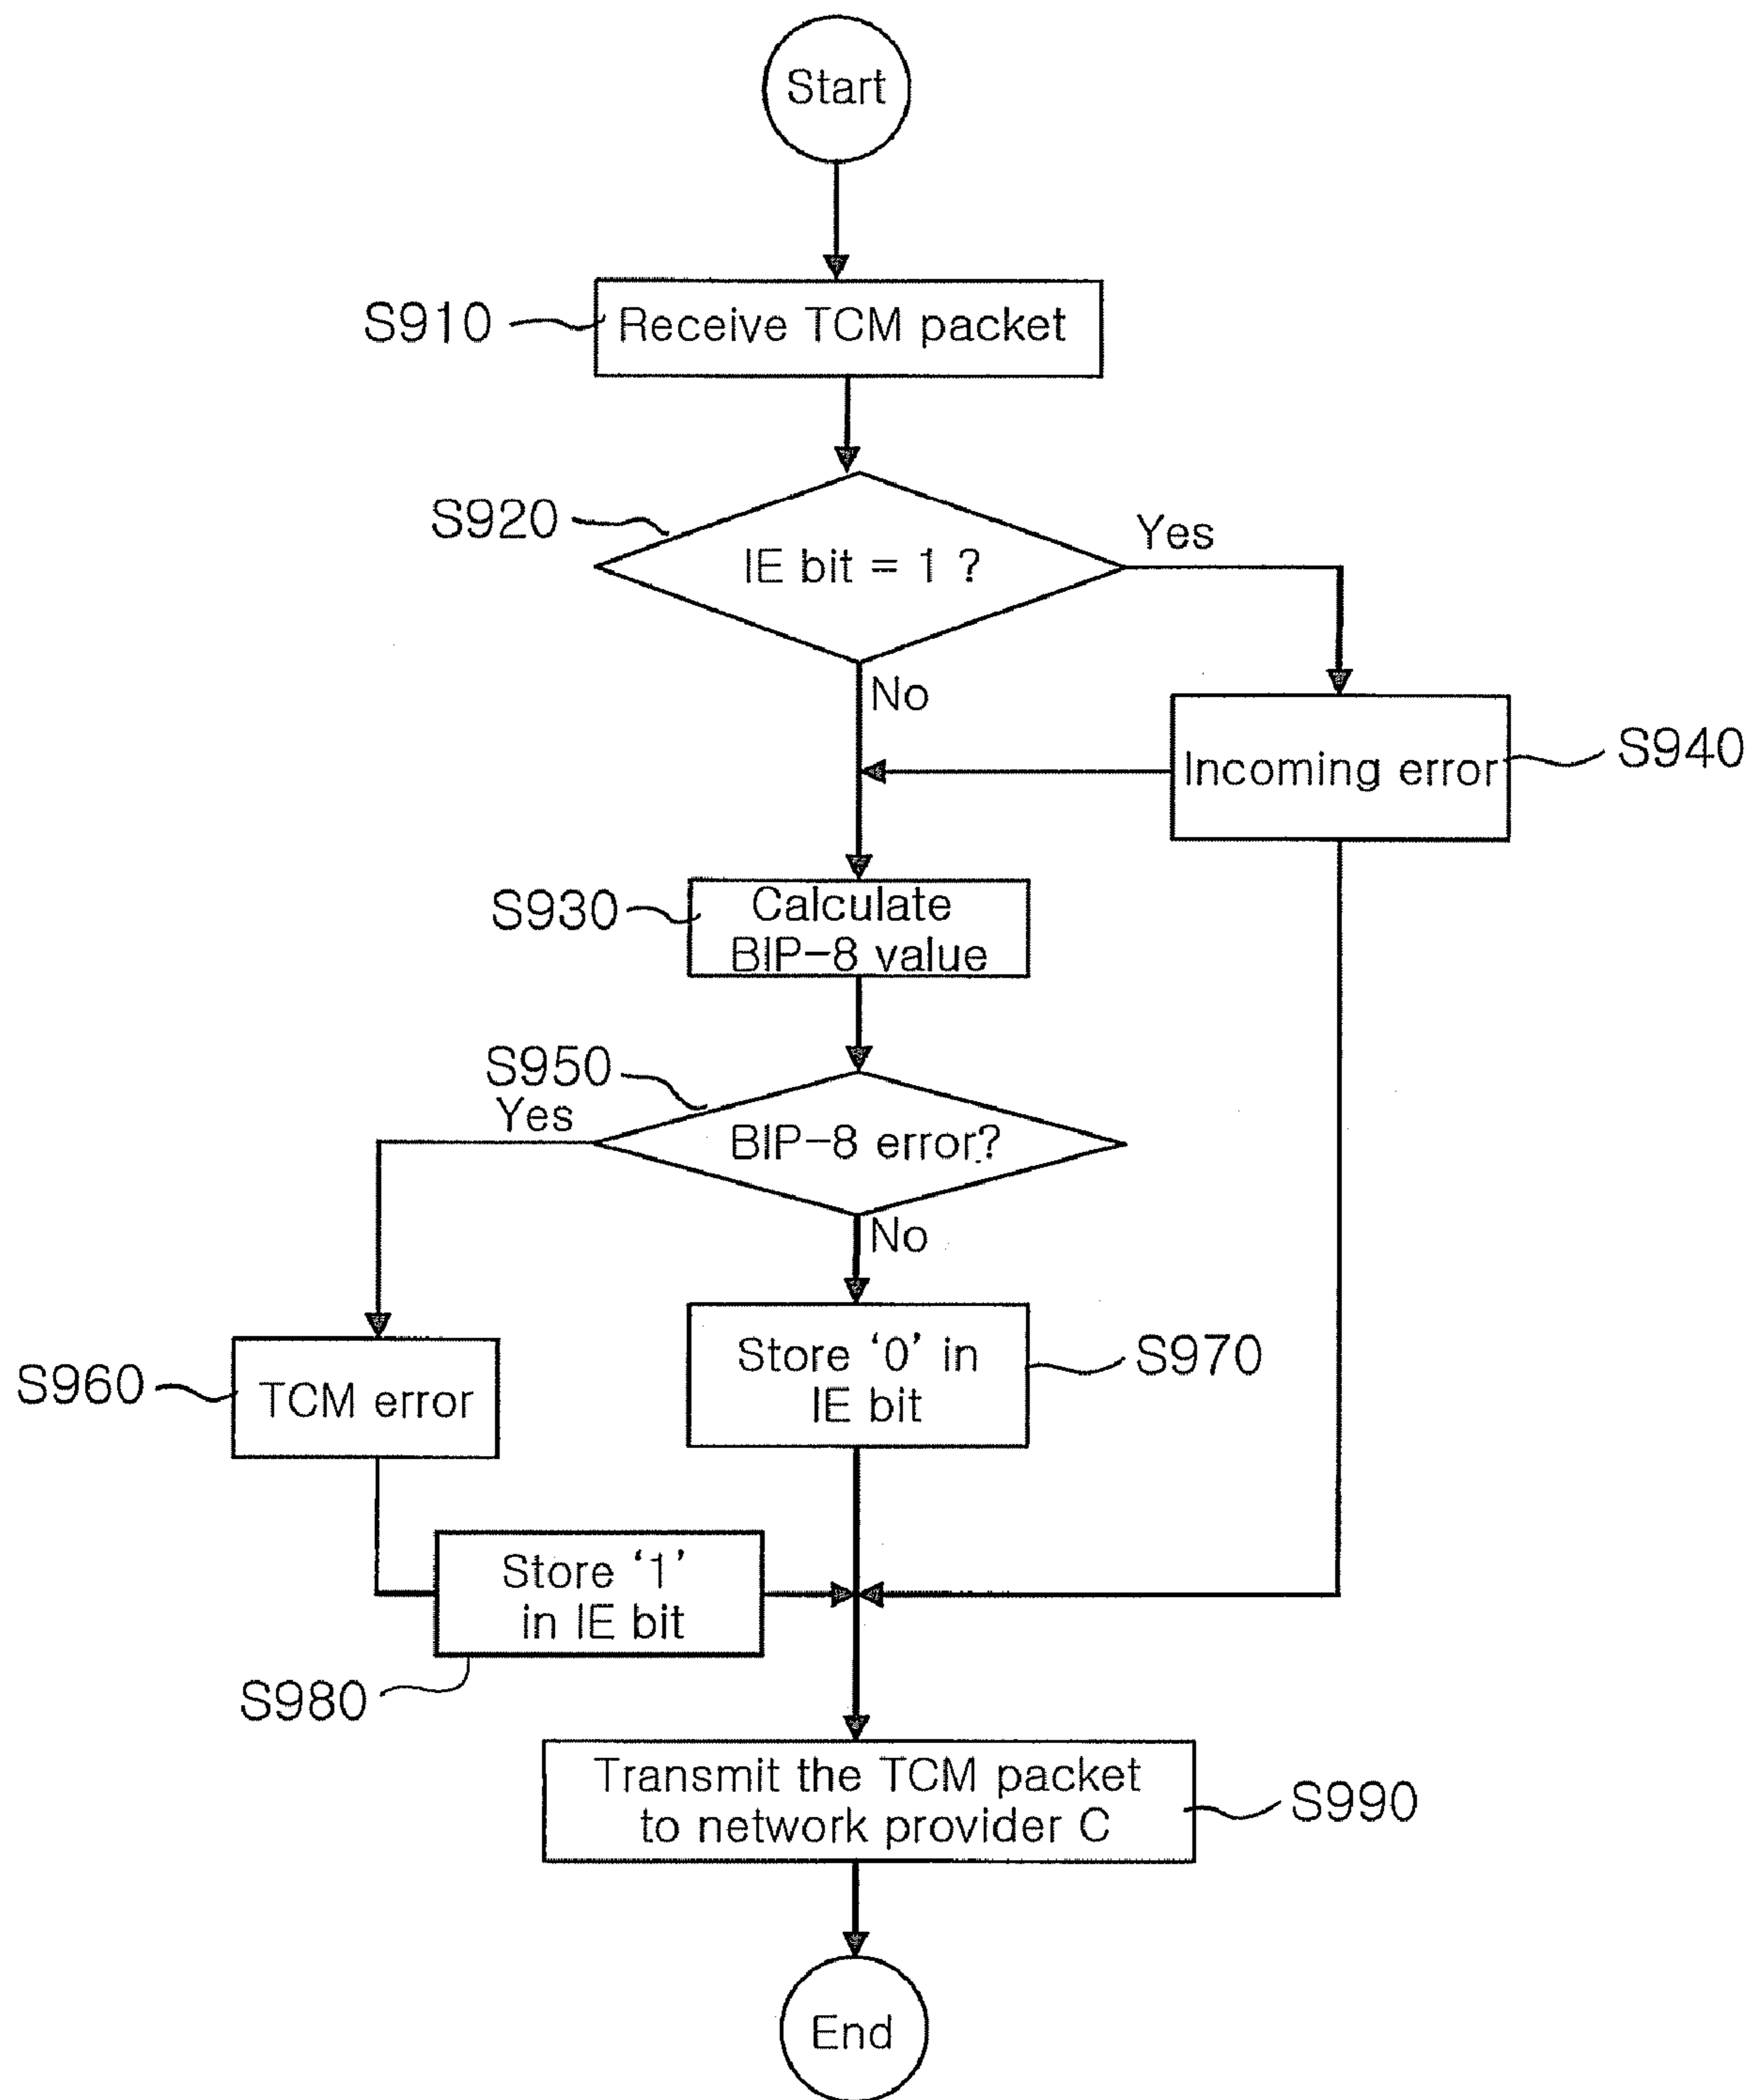 Start
S910
Receive TCM packet
S920
IE bit = 1 ?
Yes
No
Incoming error
S940
S930
Calculate
BIP-8 value
S950
Yes
BIP-8 error?
No
S960
TCM error
Store ‘0’ in
IE bit
S970
Store ‘1’
in IE bit
S980
Transmit the TCM packet
to network provider C
S990
End